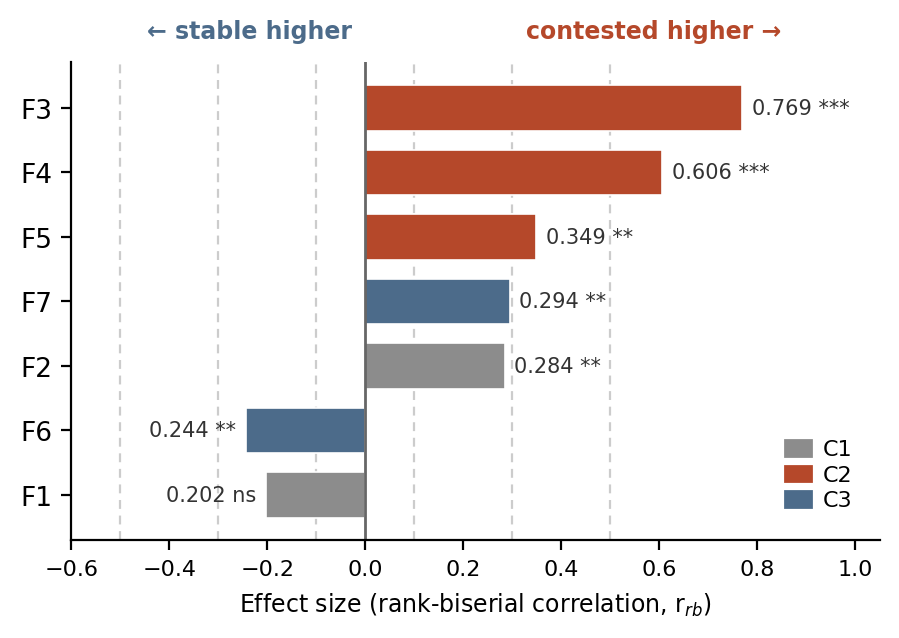 ← stable higher contested higher →
F3 0.769 ***
F4 0.606 ***
F5 0.349 **
F7 0.294 **
F2 0.284 **
F6 0.244 **
F1 0.202 ns
C1
C2
C3
−0.6 −0.4 −0.2 0.0 0.2 0.4 0.6 0.8 1.0
Effect size (rank-biserial correlation, r_rb)